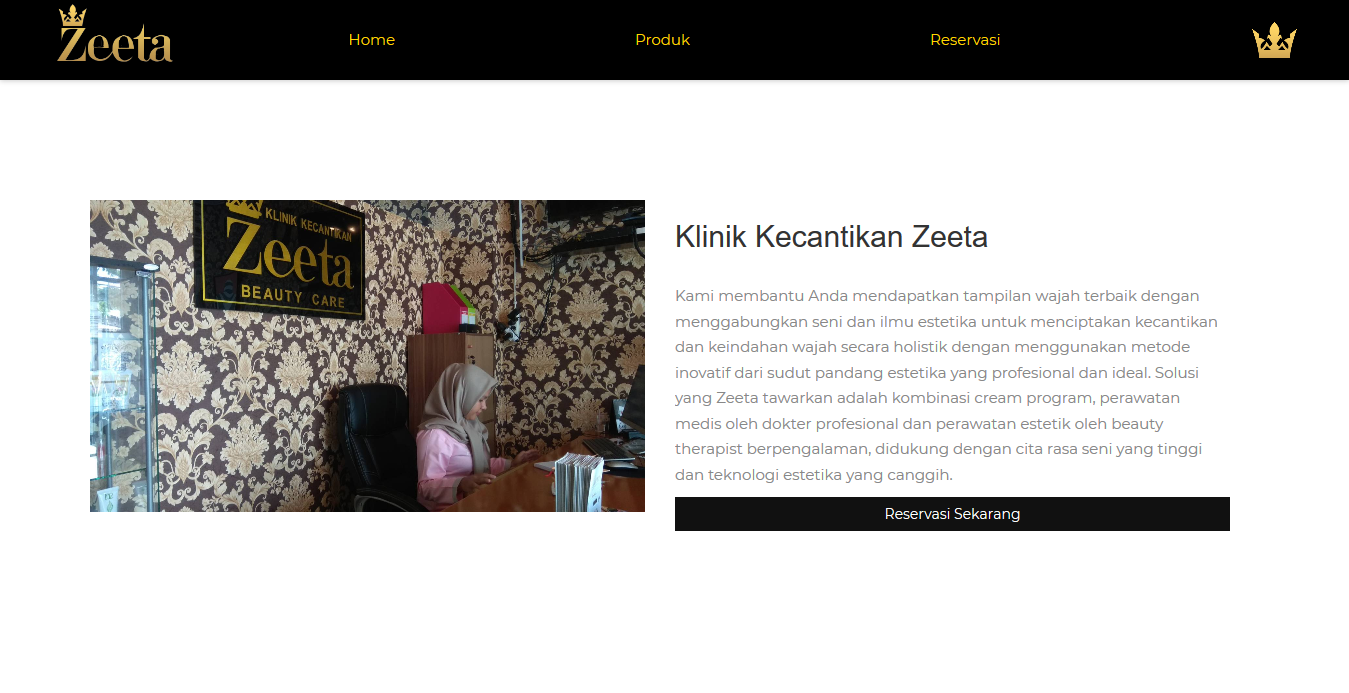 Zeeta
Home
Produk
Reservasi
KLINIK KECANTIKAN
Zeeta
BEAUTY CARE
Klinik Kecantikan Zeeta
Kami membantu Anda mendapatkan tampilan wajah terbaik dengan
menggabungkan seni dan ilmu estetika untuk menciptakan kecantikan
dan keindahan wajah secara holistik dengan menggunakan metode
inovatif dari sudut pandang estetika yang profesional dan ideal. Solusi
yang Zeeta tawarkan adalah kombinasi cream program, perawatan
medis oleh dokter profesional dan perawatan estetik oleh beauty
therapist berpengalaman, didukung dengan cita rasa seni yang tinggi
dan teknologi estetika yang canggih.
Reservasi Sekarang